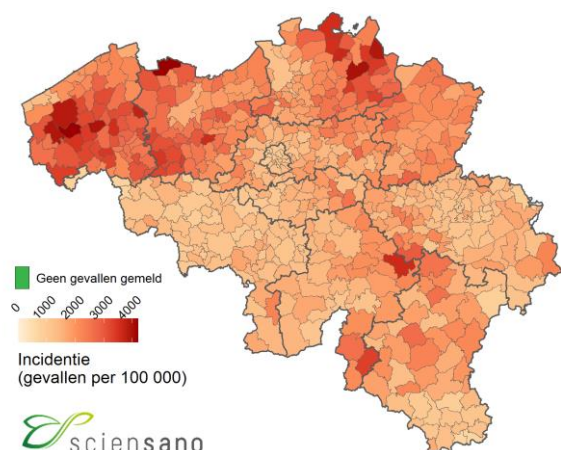 Geen gevallen gemeld
0 1000 2000 3000 4000
Incidentie
(gevallen per 100 000)
sciensano